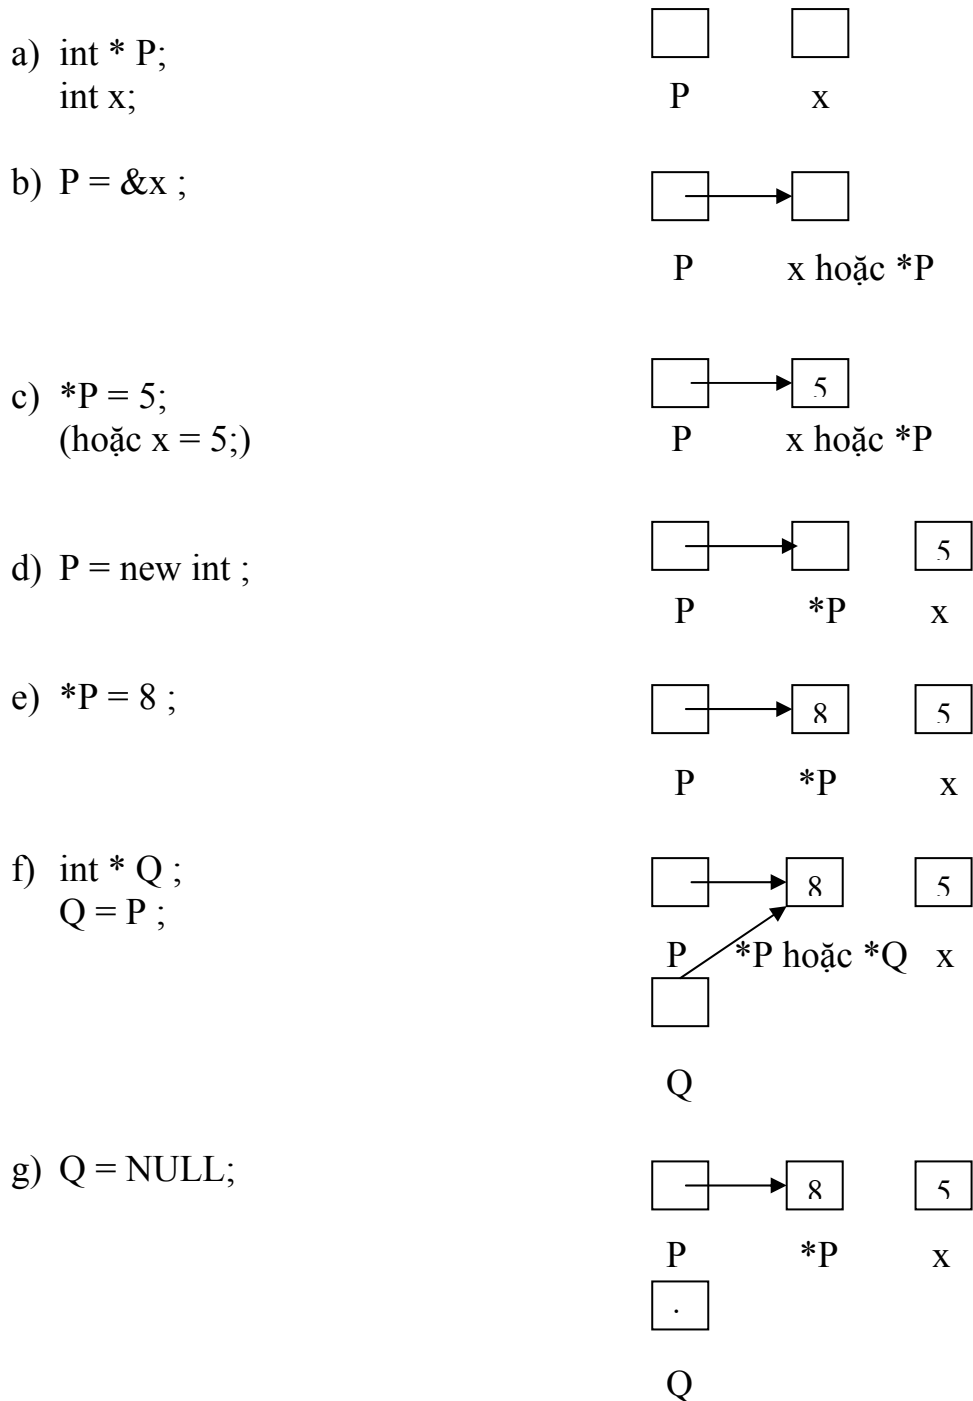 a) int * P;
int x;
P x
b) P = &x ;
P x hoặc *P
c) *P = 5;
(hoặc x = 5;)
5
P x hoặc *P
d) P = new int ;
5
P *P x
e) *P = 8 ;
8 5
P *P x
f) int * Q ;
Q = P ;
8 5
P *P hoặc *Q x
Q
g) Q = NULL;
8 5
P *P x
.
Q